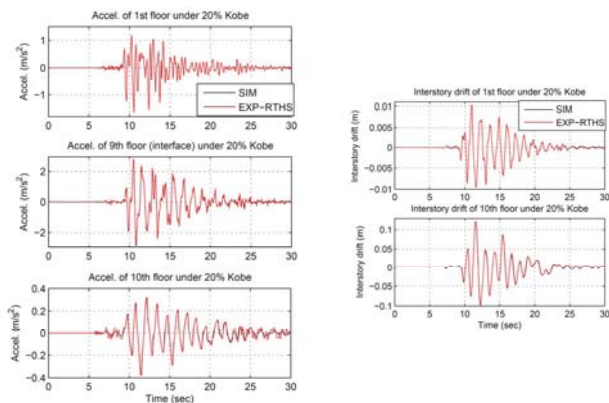 Accel. of 1st floor under 20% Kobe
Accel. (m/s²)
1
0
−1
0 5 10 15 20 25 30
SIM
EXP−RTHS
Accel. of 9th floor (interface) under 20% Kobe
Accel. (m/s²)
2
0
−2
0 5 10 15 20 25 30
Accel. of 10th floor under 20% Kobe
Accel. (m/s²)
0.4
0.2
0
−0.2
−0.4
0 5 10 15 20 25 30
Time (sec)
Interstory drift of 1st floor under 20% Kobe
Interstory drift (m)
0.01
0.005
0
−0.005
−0.01
0 5 10 15 20 25 30
SIM
EXP−RTHS
Interstory drift of 10th floor under 20% Kobe
Interstory drift (m)
0.1
0.05
0
−0.05
−0.1
0 5 10 15 20 25 30
Time (sec)